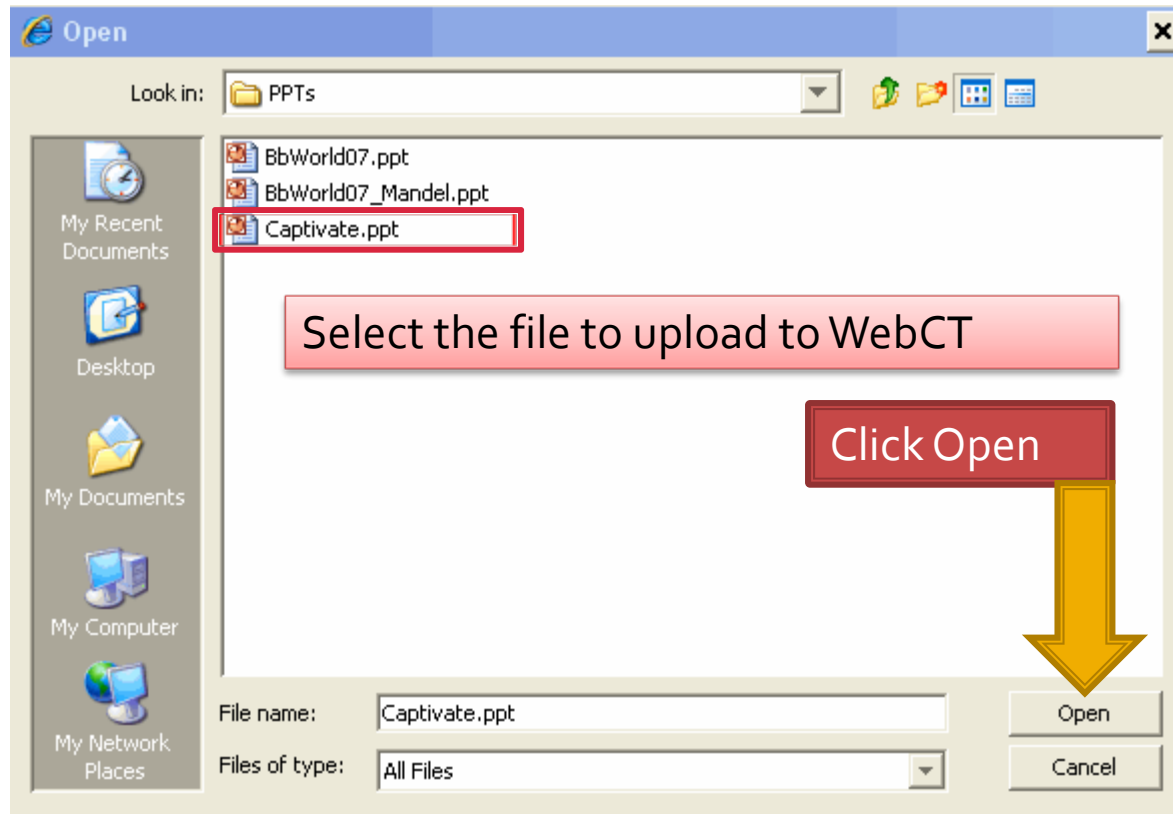 Open
Look in:
PPTs
BbWorld07.ppt
BbWorld07_Mandel.ppt
Captivate.ppt
My Recent
Documents
Desktop
My Documents
My Computer
My Network
Places
Select the file to upload to WebCT
Click Open
File name:
Captivate.ppt
Open
Files of type:
All Files
Cancel